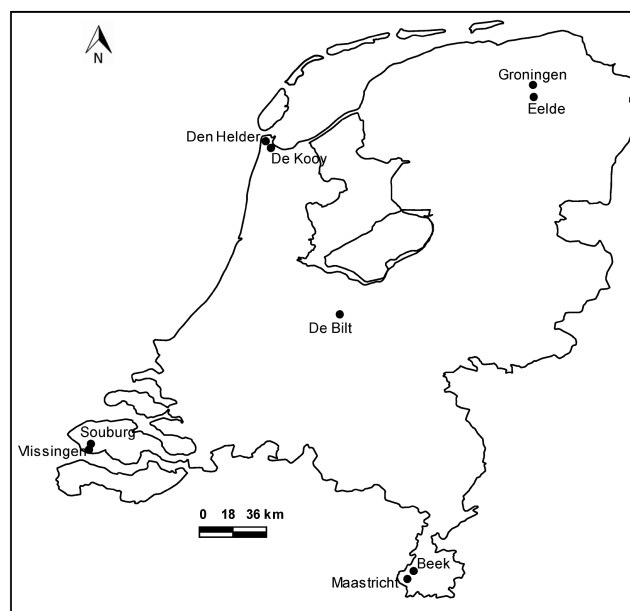 N
Groningen
Eelde
Den Helder
De Kooy
De Bilt
Souburg
Vlissingen
0 18 36 km
Beek
Maastricht